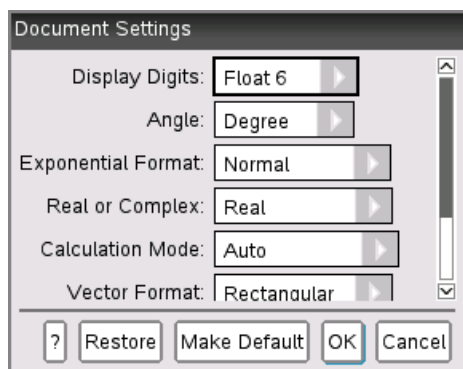 Document Settings
Display Digits: Float 6
Angle: Degree
Exponential Format: Normal
Real or Complex: Real
Calculation Mode: Auto
Vector Format: Rectangular
? Restore Make Default OK Cancel